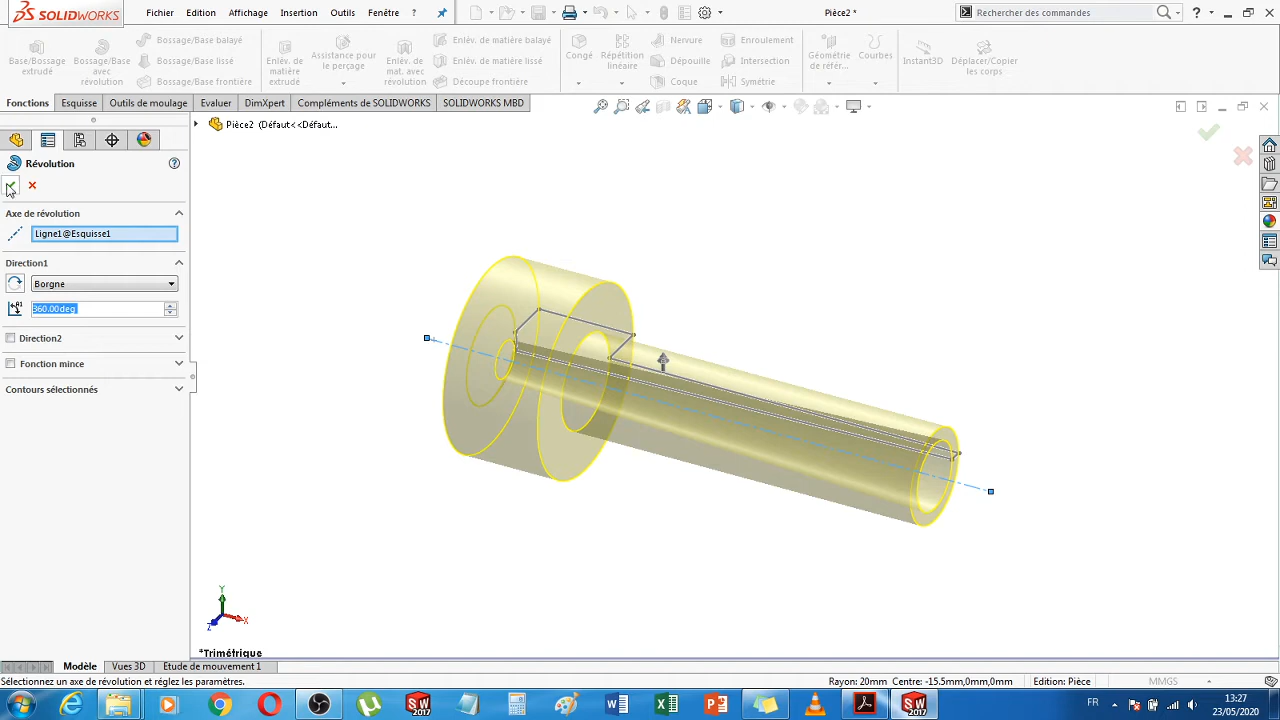 SOLIDWORKS
Fichier Edition Affichage Insertion Outils Fenêtre
Pièce2 *
Rechercher des commandes
Base/Bossage extrudé
Bossage/Base avec révolution
Bossage/Base balayé
Bossage/Base lissé
Bossage/Base frontière
Enlèv. de matière extrudé
Assistance pour le perçage
Enlèv. de mat. avec révolution
Enlèv. de matière balayé
Enlèv. de matière lissé
Découpe frontière
Congé
Répétition linéaire
Nervure
Dépouille
Coque
Enroulement
Intersection
Symétrie
Géométrie de référ...
Courbes
Instant3D
Déplacer/Copier les corps
Fonctions Esquisse Outils de moulage Evaluer DimXpert Compléments de SOLIDWORKS SOLIDWORKS MBD
Pièce2 (Défaut<<Défaut...
Révolution
Axe de révolution
Ligne1@Esquisse1
Direction1
Borgne
360.00deg
Direction2
Fonction mince
Contours sélectionnés
Y
X
Z
*Trimétrique
Modèle Vues 3D Etude de mouvement 1
Sélectionnez un axe de révolution et réglez les paramètres.
Rayon: 20mm Centre: -15.5mm,0mm,0mm
Edition: Pièce
MMGS
SW 2017
SW 2017
FR
13:27
23/05/2020